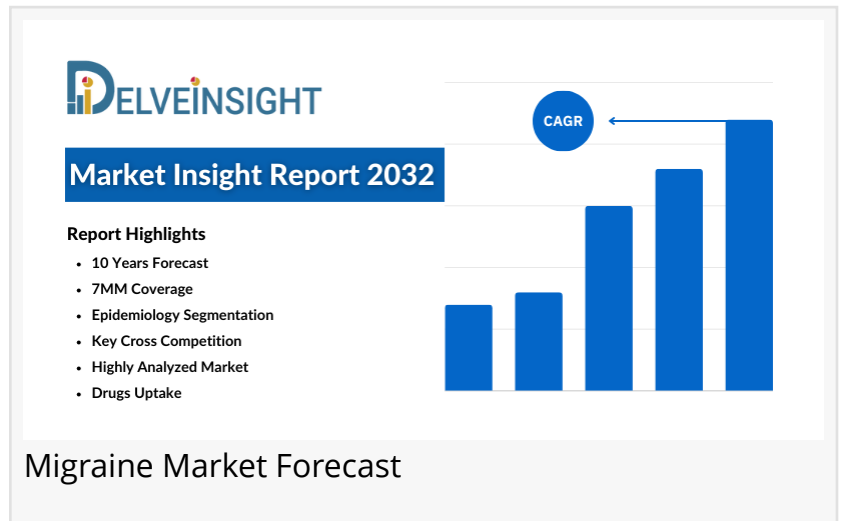 DELVEINSIGHT
Market Insight Report 2032
CAGR
Report Highlights
• 10 Years Forecast
• 7MM Coverage
• Epidemiology Segmentation
• Key Cross Competition
• Highly Analyzed Market
• Drugs Uptake
Migraine Market Forecast